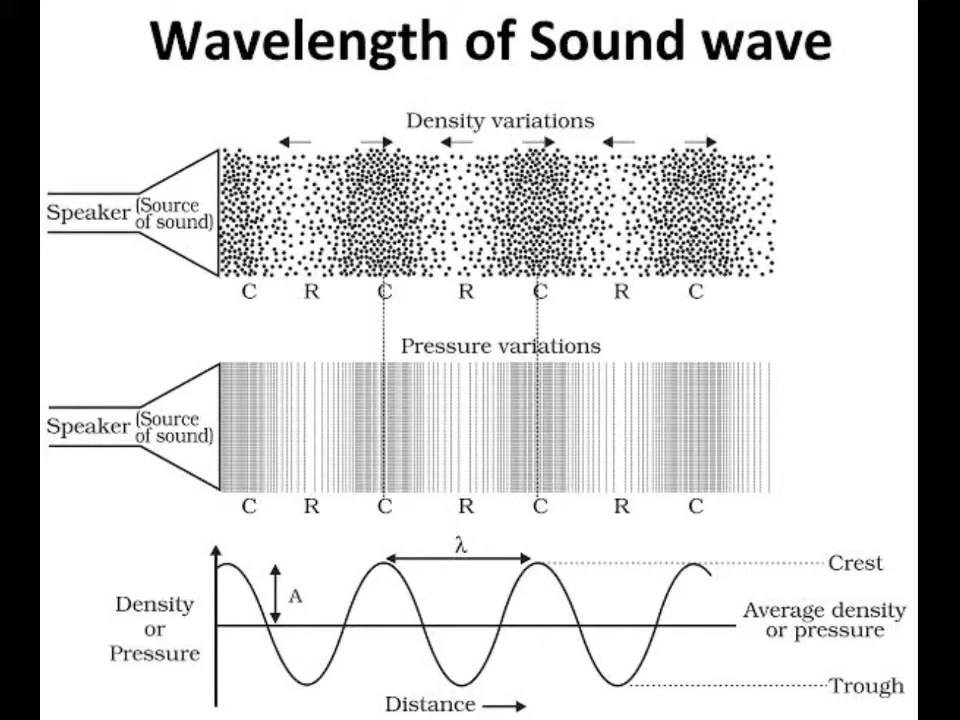 Wavelength of Sound wave
Density variations
Speaker (Source
of sound)
C R C R C R C
Pressure variations
Speaker (Source
of sound)
C R C R C R C
λ
Crest
A
Density
or
Pressure
Average density
or pressure
Trough
Distance